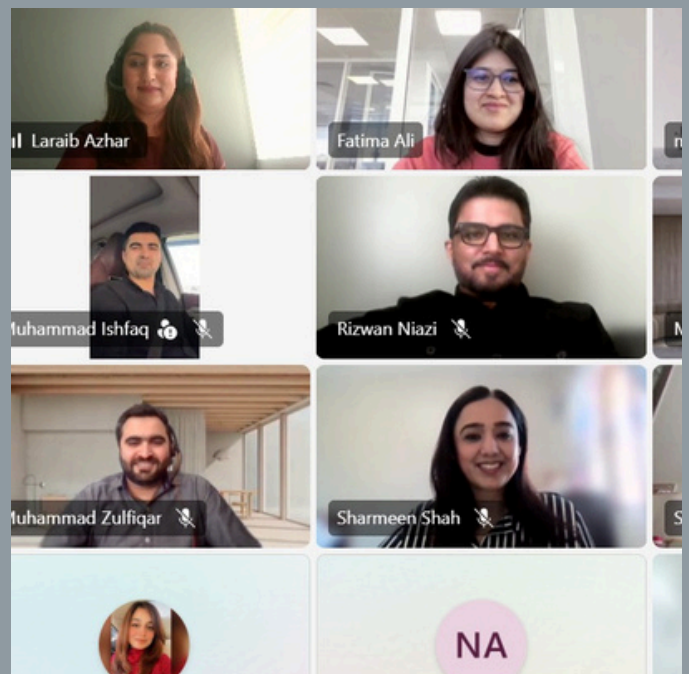 Laraib Azhar
Fatima Ali
Muhammad Ishfaq
Rizwan Niazi
Muhammad Zulfiqar
Sharmeen Shah
NA